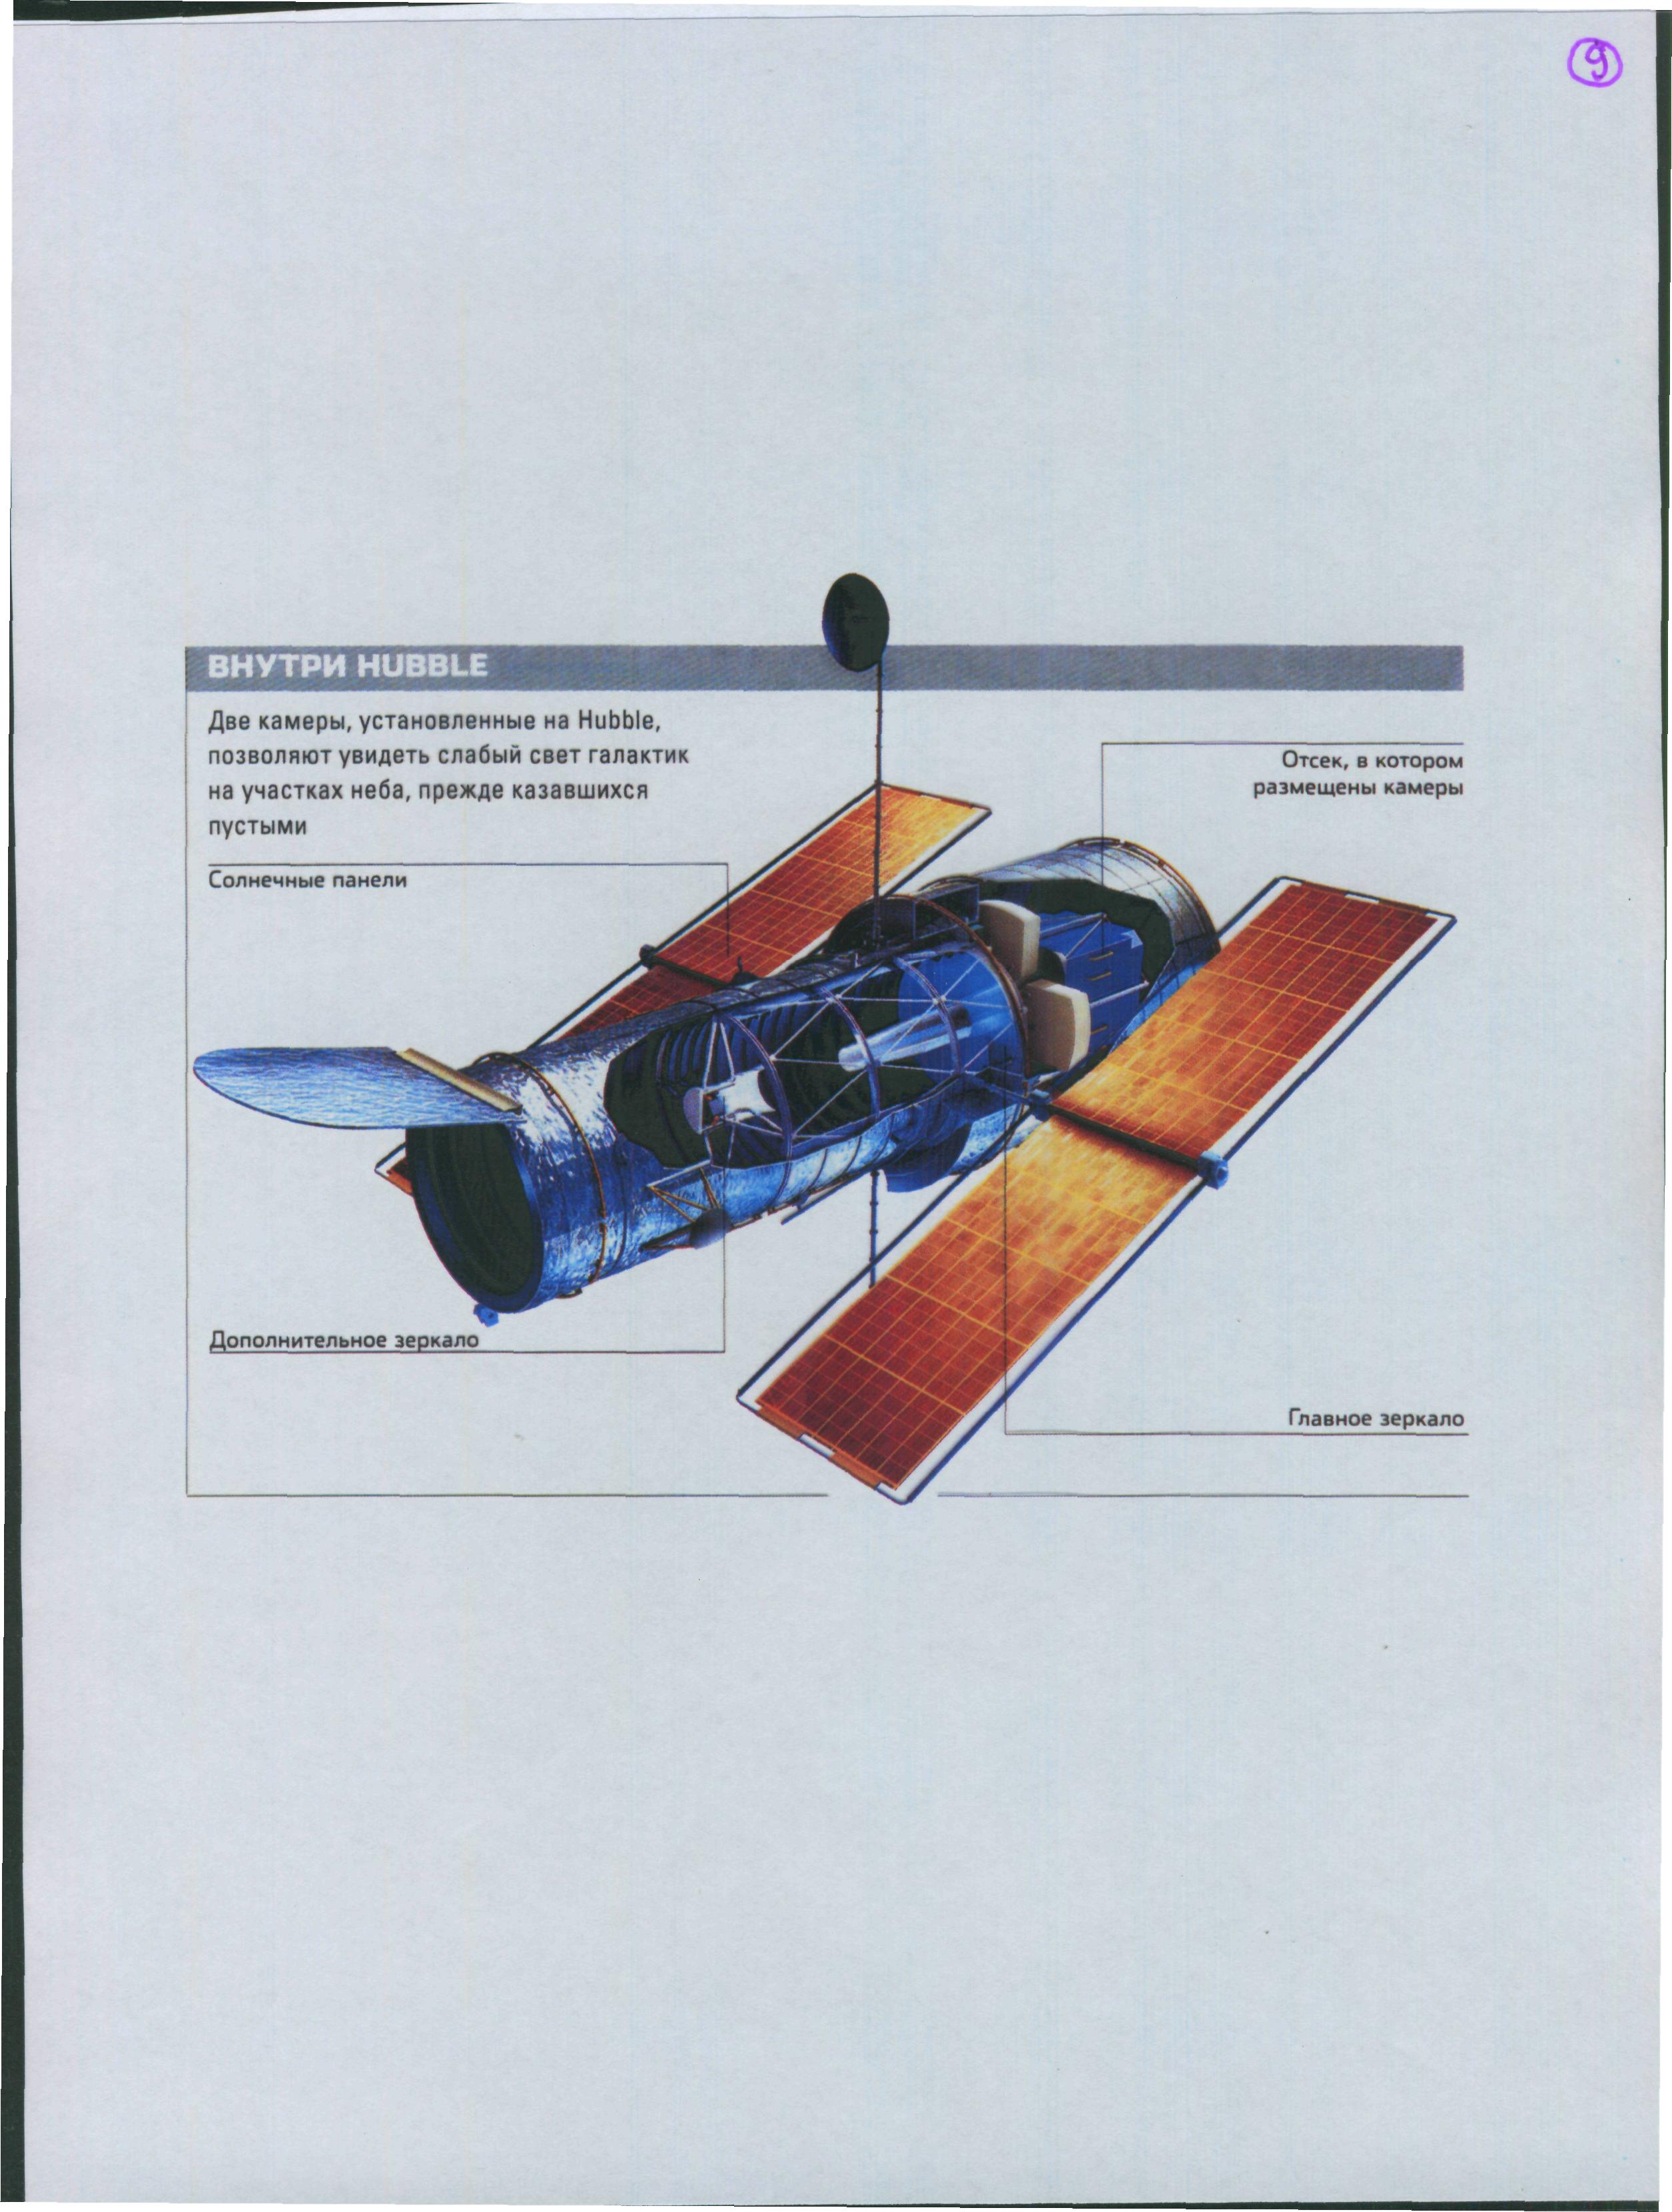 9
ВНУТРИ HUBBLE
Две камеры, установленные на Hubble,
позволяют увидеть слабый свет галактик
на участках неба, прежде казавшихся
пустыми
Отсек, в котором
размещены камеры
Солнечные панели
Дополнительное зеркало
Главное зеркало